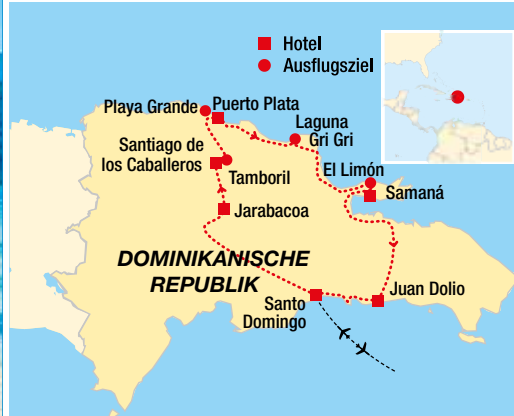 Hotel
Ausflugsziel
Playa Grande
Puerto Plata
Laguna
Gri Gri
Santiago de
los Caballeros
Tamboril
El Limón
Samaná
Jarabacoa
DOMINIKANISCHE
REPUBLIK
Santo
Domingo
Juan Dolio